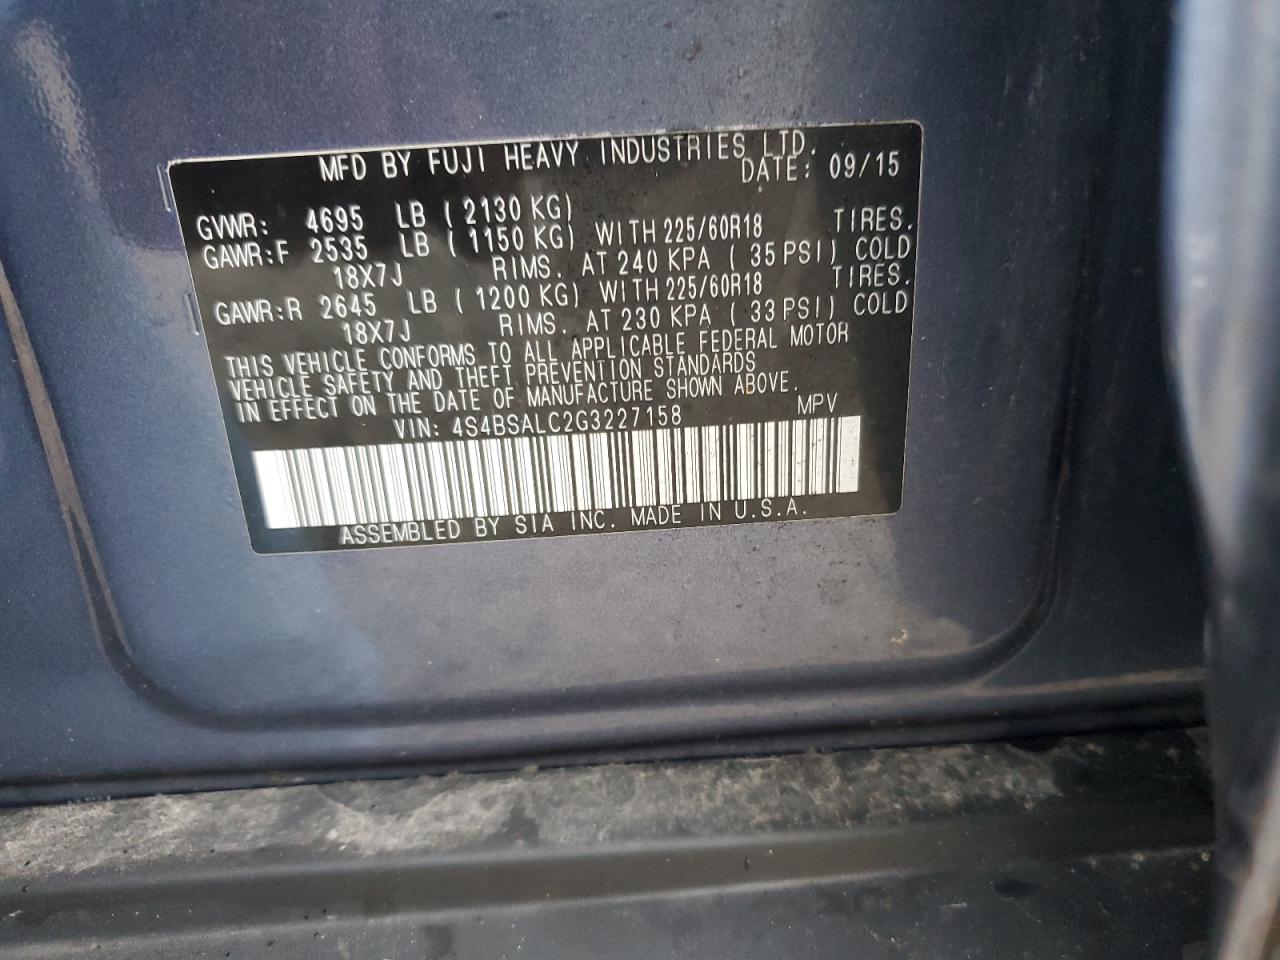 MFD BY FUJI HEAVY INDUSTRIES LTD.
DATE: 09/15
GVWR: 4695 LB ( 2130 KG)
GAWR:F 2535 LB ( 1150 KG) WITH 225/60R18 TIRES.
18X7J RIMS. AT 240 KPA ( 35 PSI) COLD
GAWR:R 2645 LB ( 1200 KG) WITH 225/60R18 TIRES.
18X7J RIMS. AT 230 KPA ( 33 PSI) COLD
THIS VEHICLE CONFORMS TO ALL APPLICABLE FEDERAL MOTOR
VEHICLE SAFETY AND THEFT PREVENTION STANDARDS
IN EFFECT ON THE DATE OF MANUFACTURE SHOWN ABOVE.
VIN: 4S4BSALC2G3227158 MPV
ASSEMBLED BY SIA INC. MADE IN U.S.A.